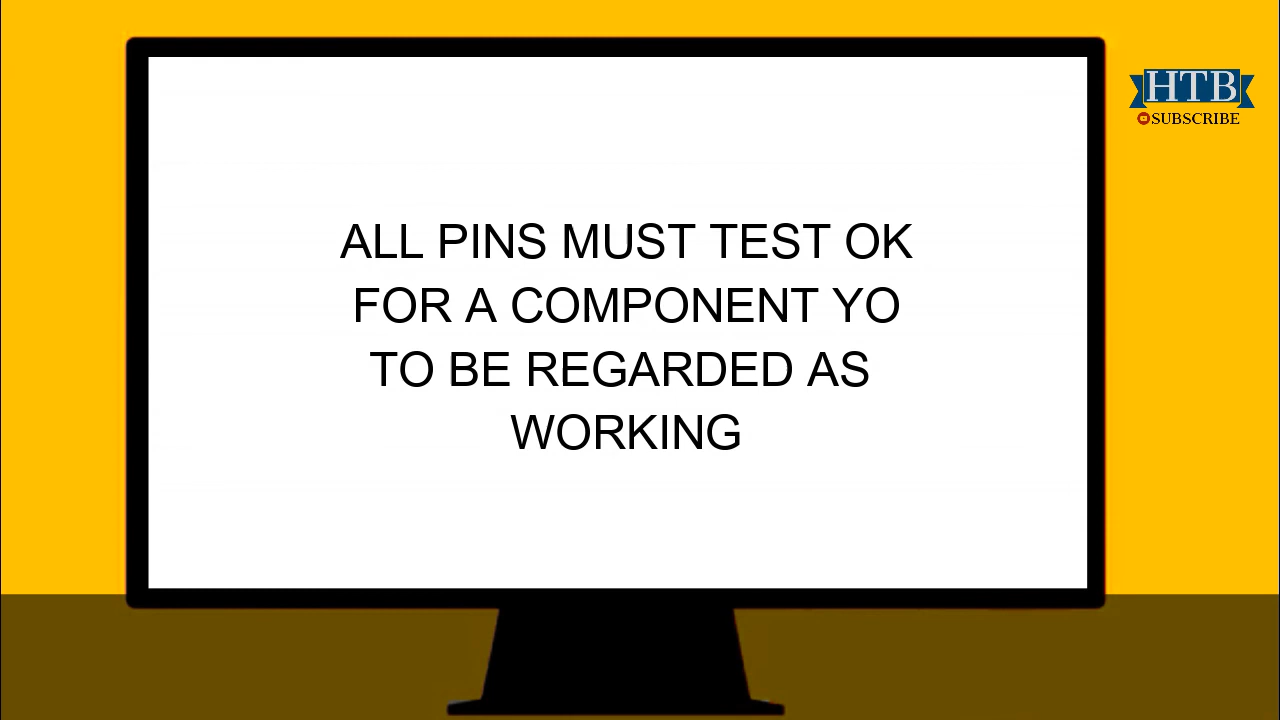 HTB
SUBSCRIBE
ALL PINS MUST TEST OK
FOR A COMPONENT YO
TO BE REGARDED AS
WORKING